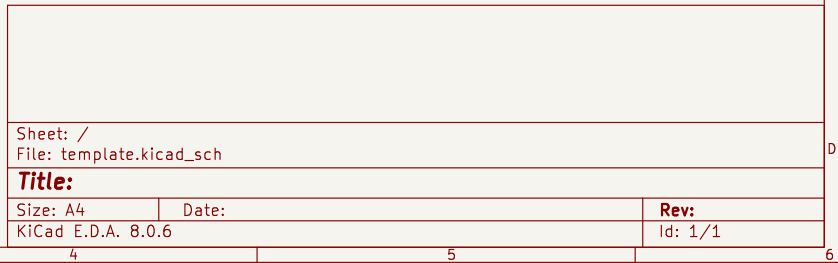 Sheet: /
File: template.kicad_sch
D
Title:
Size: A4 Date: Rev:
KiCad E.D.A. 8.0.6 Id: 1/1
4 5 6